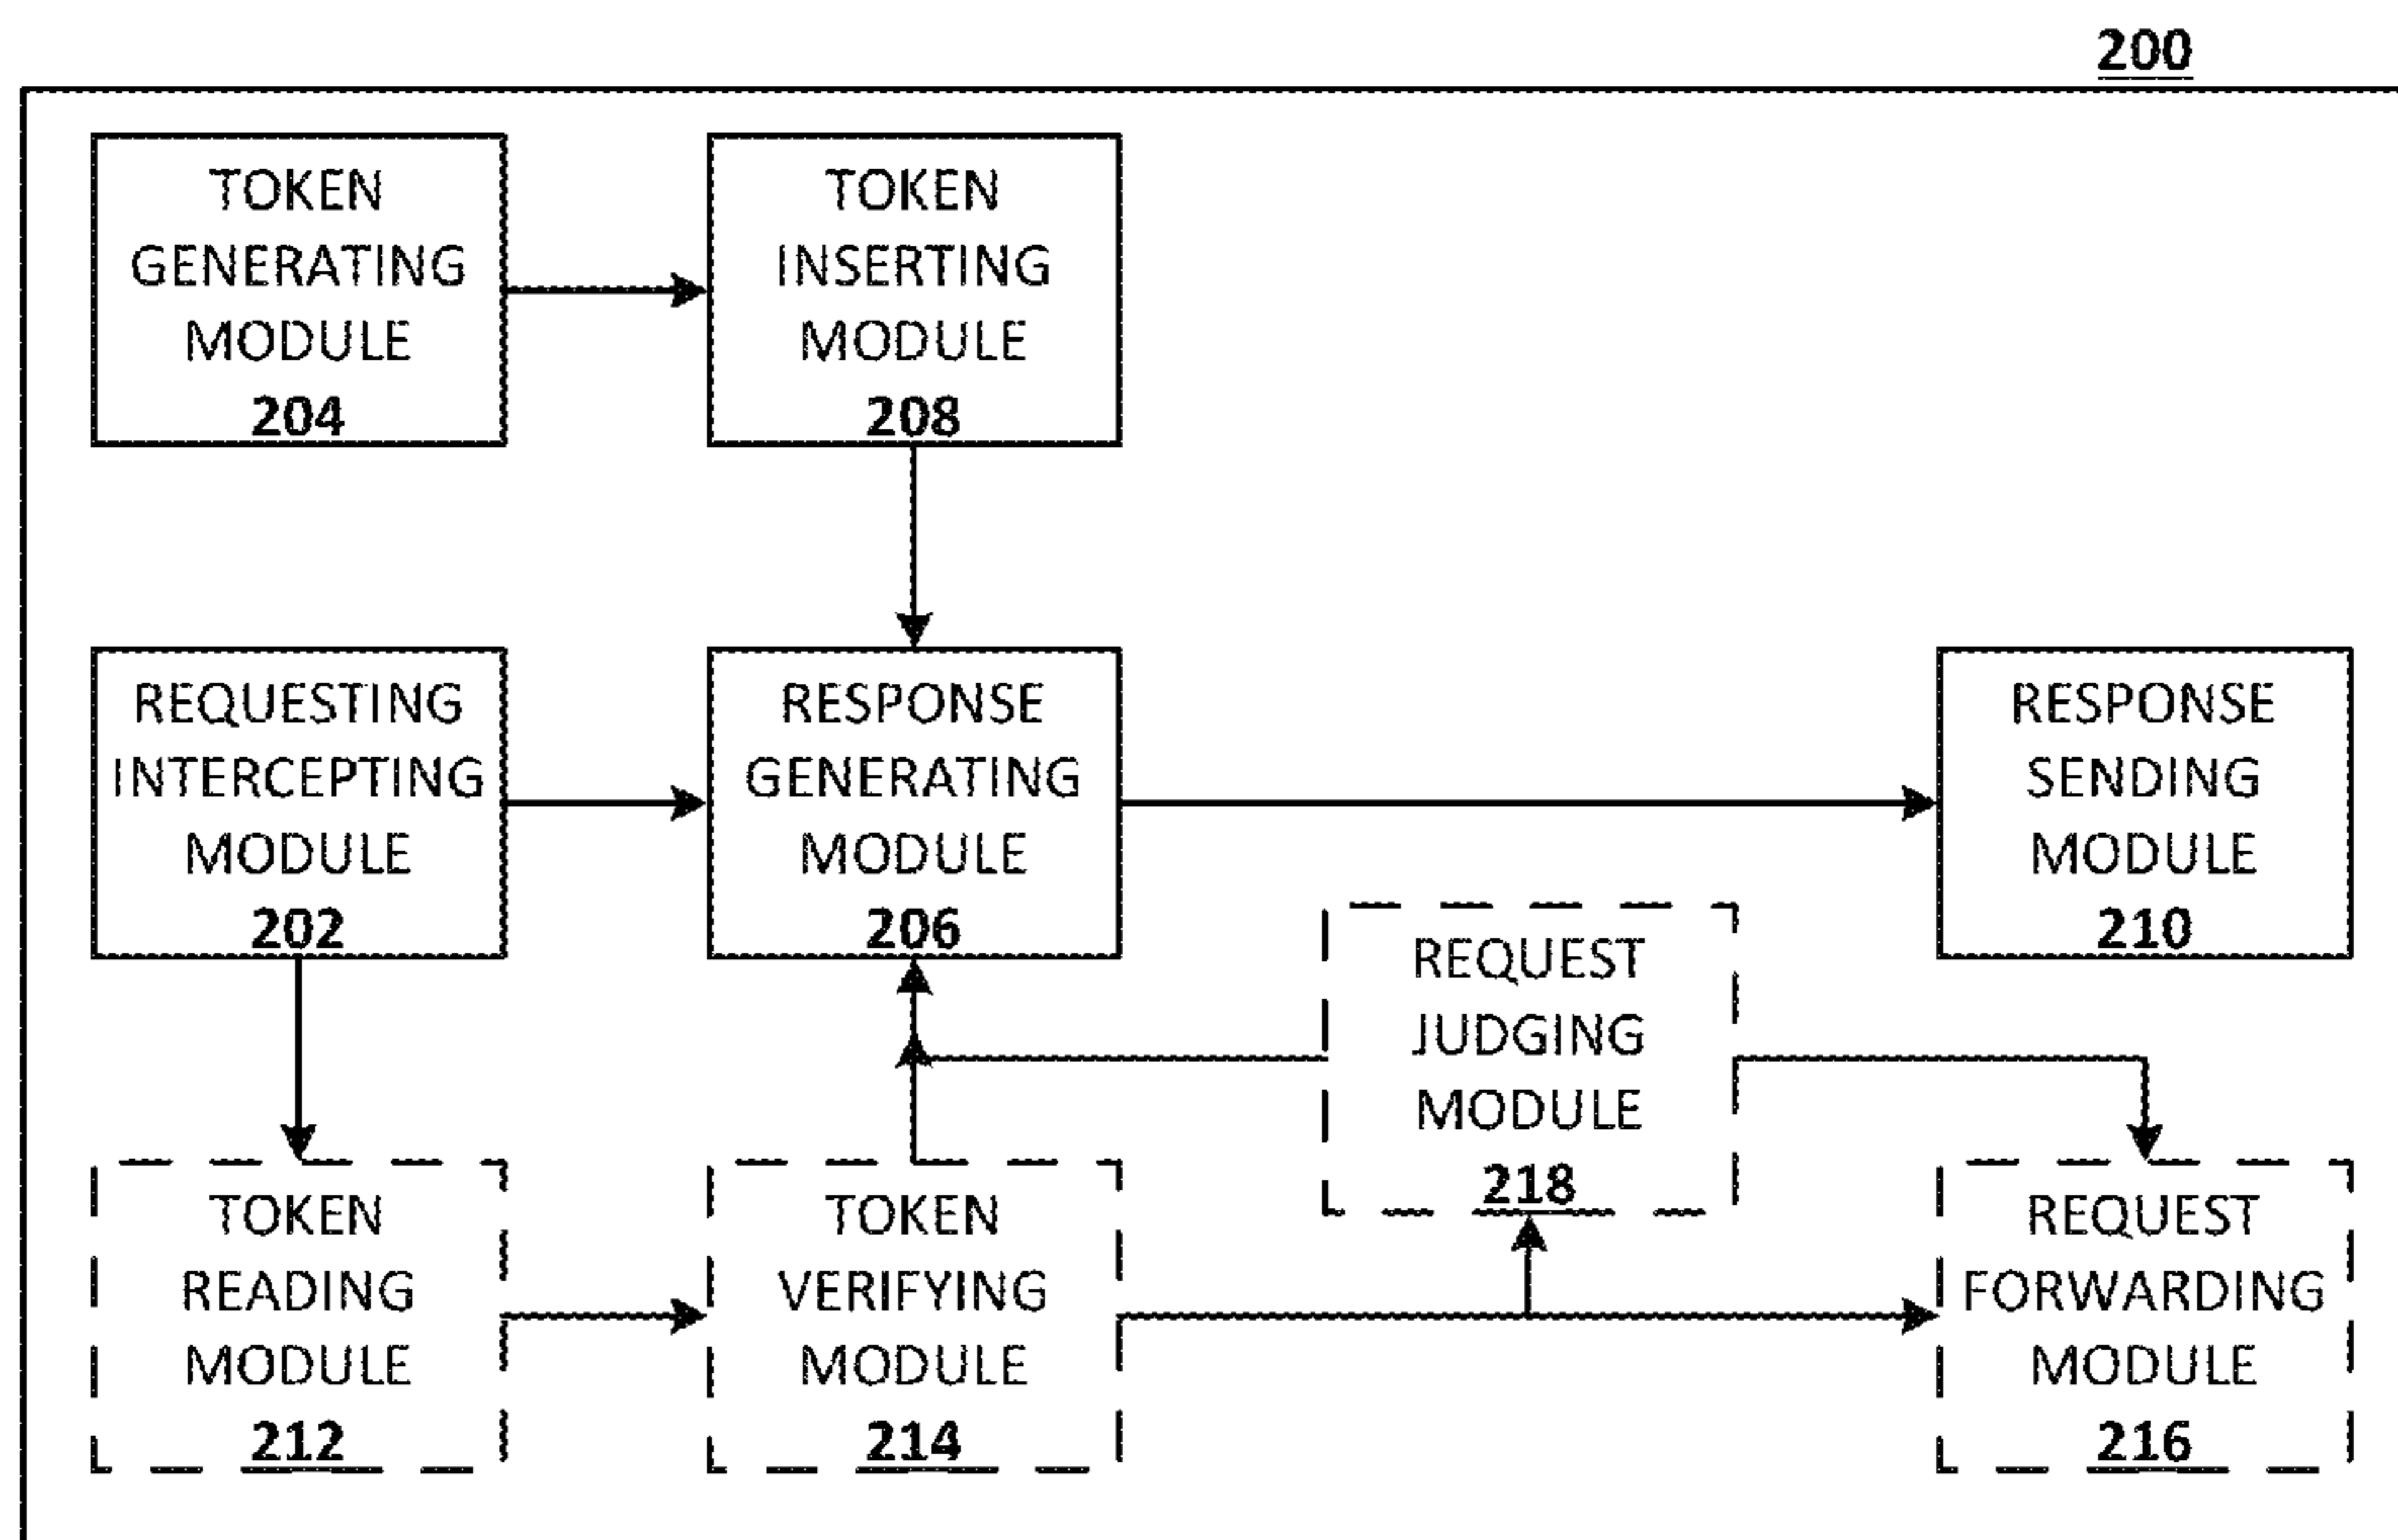 200
TOKEN
GENERATING
MODULE
204
TOKEN
INSERTING
MODULE
208
REQUESTING
INTERCEPTING
MODULE
202
RESPONSE
GENERATING
MODULE
206
RESPONSE
SENDING
MODULE
210
REQUEST
JUDGING
MODULE
218
TOKEN
READING
MODULE
212
TOKEN
VERIFYING
MODULE
214
REQUEST
FORWARDING
MODULE
216